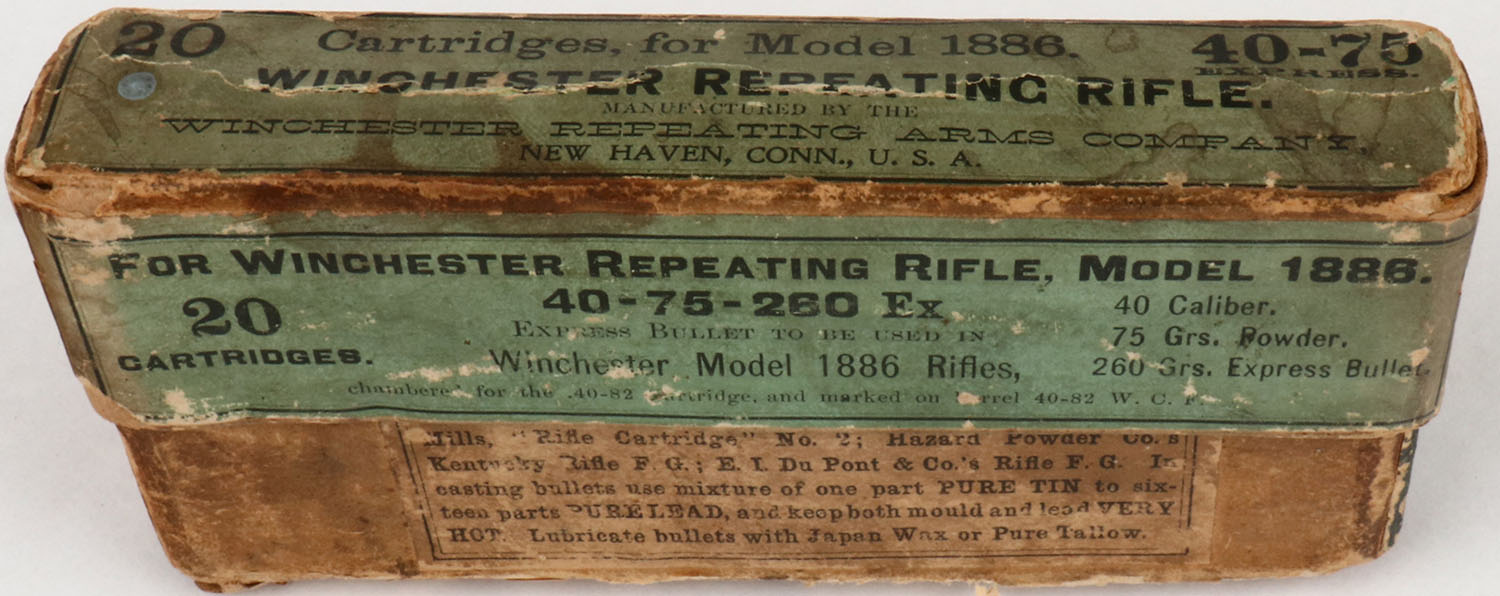 20 Cartridges, for Model 1886. 40-75
EXPRESS.
WINCHESTER REPEATING RIFLE.
MANUFACTURED BY THE
WINCHESTER REPEATING ARMS COMPANY,
NEW HAVEN, CONN., U. S. A.
FOR WINCHESTER REPEATING RIFLE, MODEL 1886.
20
CARTRIDGES.
40-75-260 Ex
EXPRESS BULLET TO BE USED IN
Winchester Model 1886 Rifles,
40 Caliber.
75 Grs. Powder.
260 Grs. Express Bullet.
chambered for the .40-82 cartridge, and marked on barrel 40-82 W. C. F.
Mills, "Rifle Cartridge" No. 2; Hazard Powder Co.'s
Kentucky Rifle F. G.; E. I. Du Pont & Co.'s Rifle F. G. In
casting bullets use mixture of one part PURE TIN to six-
teen parts PURE LEAD, and keep both mould and lead VERY
HOT. Lubricate bullets with Japan Wax or Pure Tallow.